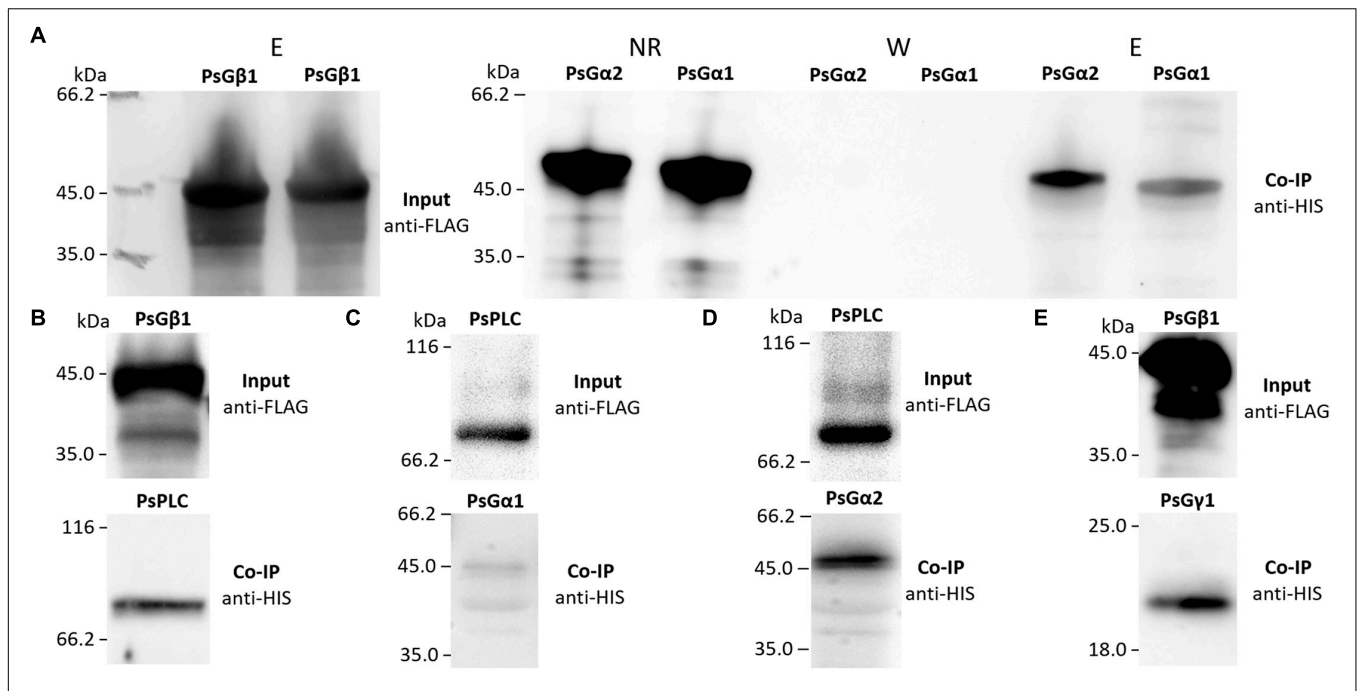 A
E
NR
W
E
kDa
PsGβ1
PsGβ1
kDa
PsGα2
PsGα1
PsGα2
PsGα1
PsGα2
PsGα1
66.2
45.0
35.0
Input
anti-FLAG
66.2
45.0
35.0
Co-IP
anti-HIS
B
kDa
PsGβ1
45.0
35.0
Input
anti-FLAG
PsPLC
116
66.2
Co-IP
anti-HIS
C
kDa
PsPLC
116
66.2
Input
anti-FLAG
PsGα1
66.2
45.0
35.0
Co-IP
anti-HIS
D
kDa
PsPLC
116
66.2
Input
anti-FLAG
PsGα2
66.2
45.0
35.0
Co-IP
anti-HIS
E
kDa
PsGβ1
45.0
35.0
Input
anti-FLAG
PsGγ1
25.0
18.0
Co-IP
anti-HIS